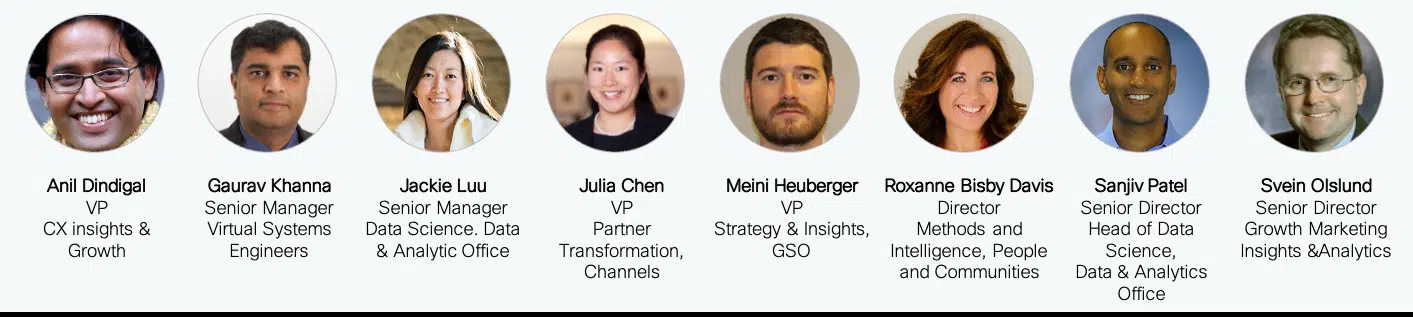 Anil Dindigal
VP
CX insights &
Growth
Gaurav Khanna
Senior Manager
Virtual Systems
Engineers
Jackie Luu
Senior Manager
Data Science. Data
& Analytic Office
Julia Chen
VP
Partner
Transformation,
Channels
Meini Heuberger
VP
Strategy & Insights,
GSO
Roxanne Bisby Davis
Director
Methods and
Intelligence, People
and Communities
Sanjiv Patel
Senior Director
Head of Data
Science,
Data & Analytics
Office
Svein Olslund
Senior Director
Growth Marketing
Insights &Analytics